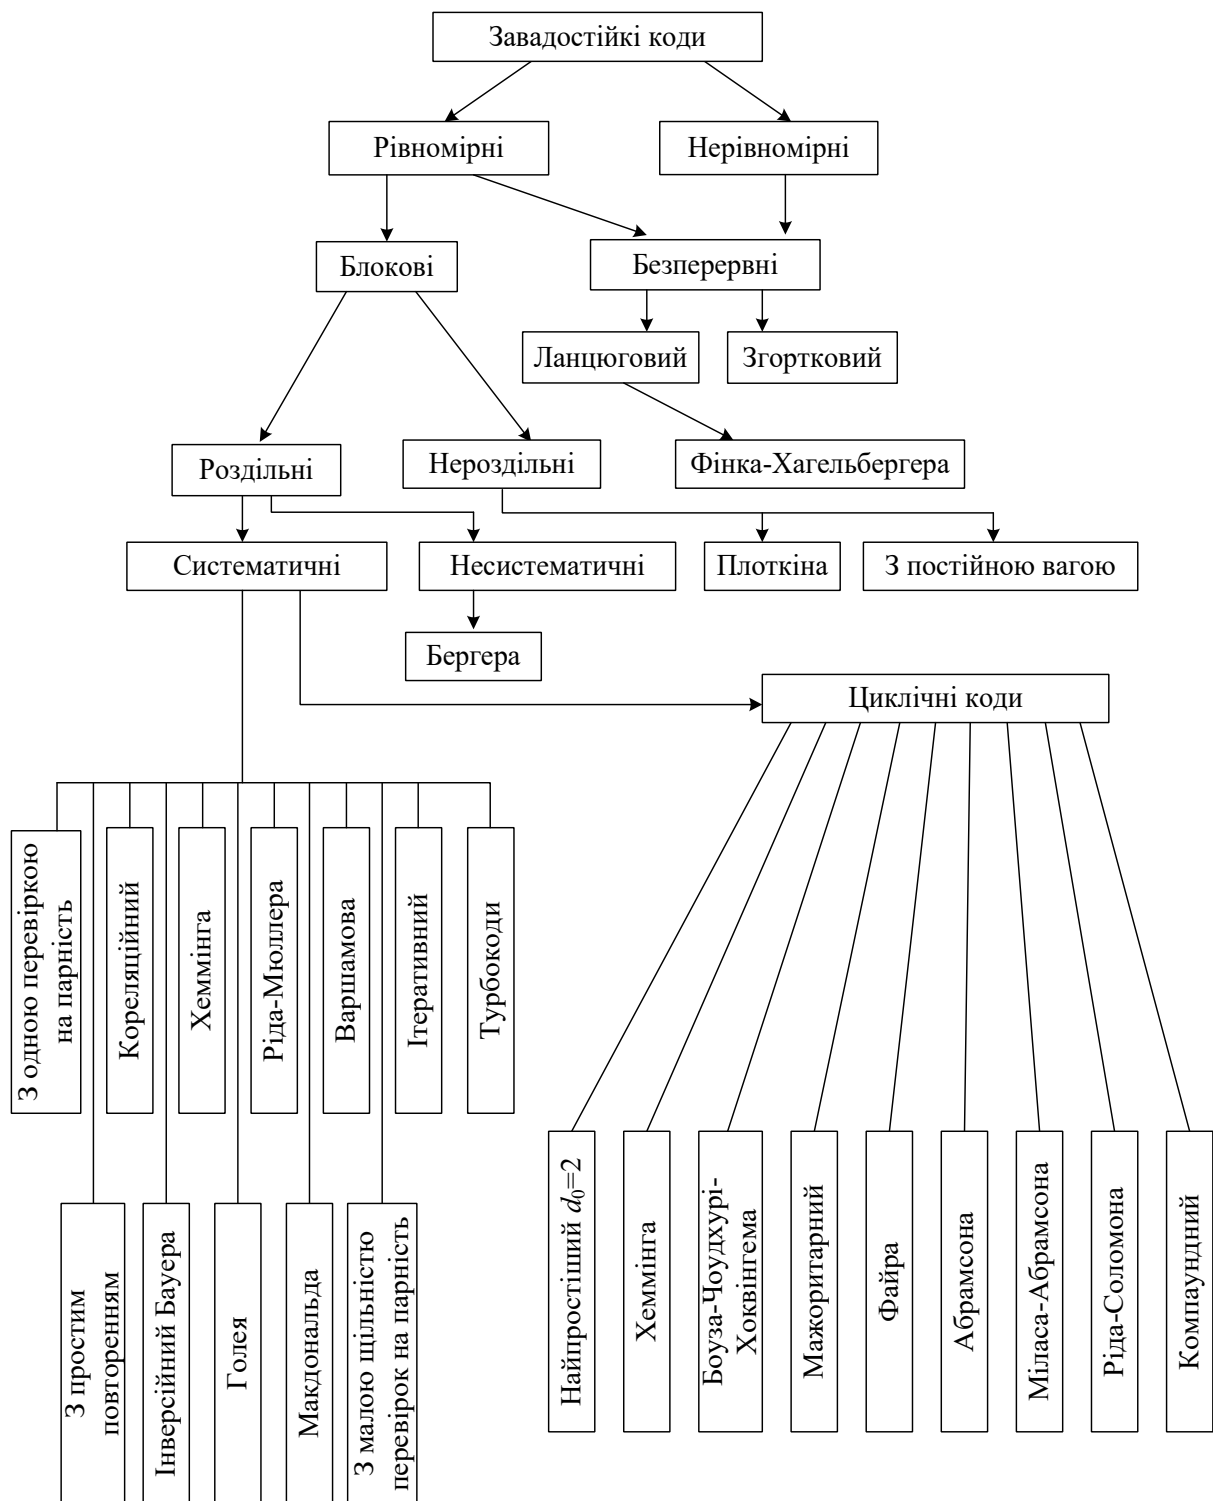 Завадостійкі коди
Рівномірні
Нерівномірні
Блокові
Безперервні
Ланцюговий
Згортковий
Роздільні
Нероздільні
Фінка-Хагельбергера
Систематичні
Несистематичні
Плоткіна
З постійною вагою
Бергера
Циклічні коди
З одною перевіркою
на парність
Кореляційний
Хеммінга
Ріда-Мюллера
Варшамова
Ітеративний
Турбокоди
З простим
повторенням
Інверсійний Бауера
Голея
Макдональда
З малою щільністю
перевірок на парність
Найпростіший d₀=2
Хеммінга
Боуза-Чоудхурі-
Хоквінгема
Мажоритарний
Файра
Абрамсона
Міласа-Абрамсона
Ріда-Соломона
Компаундний